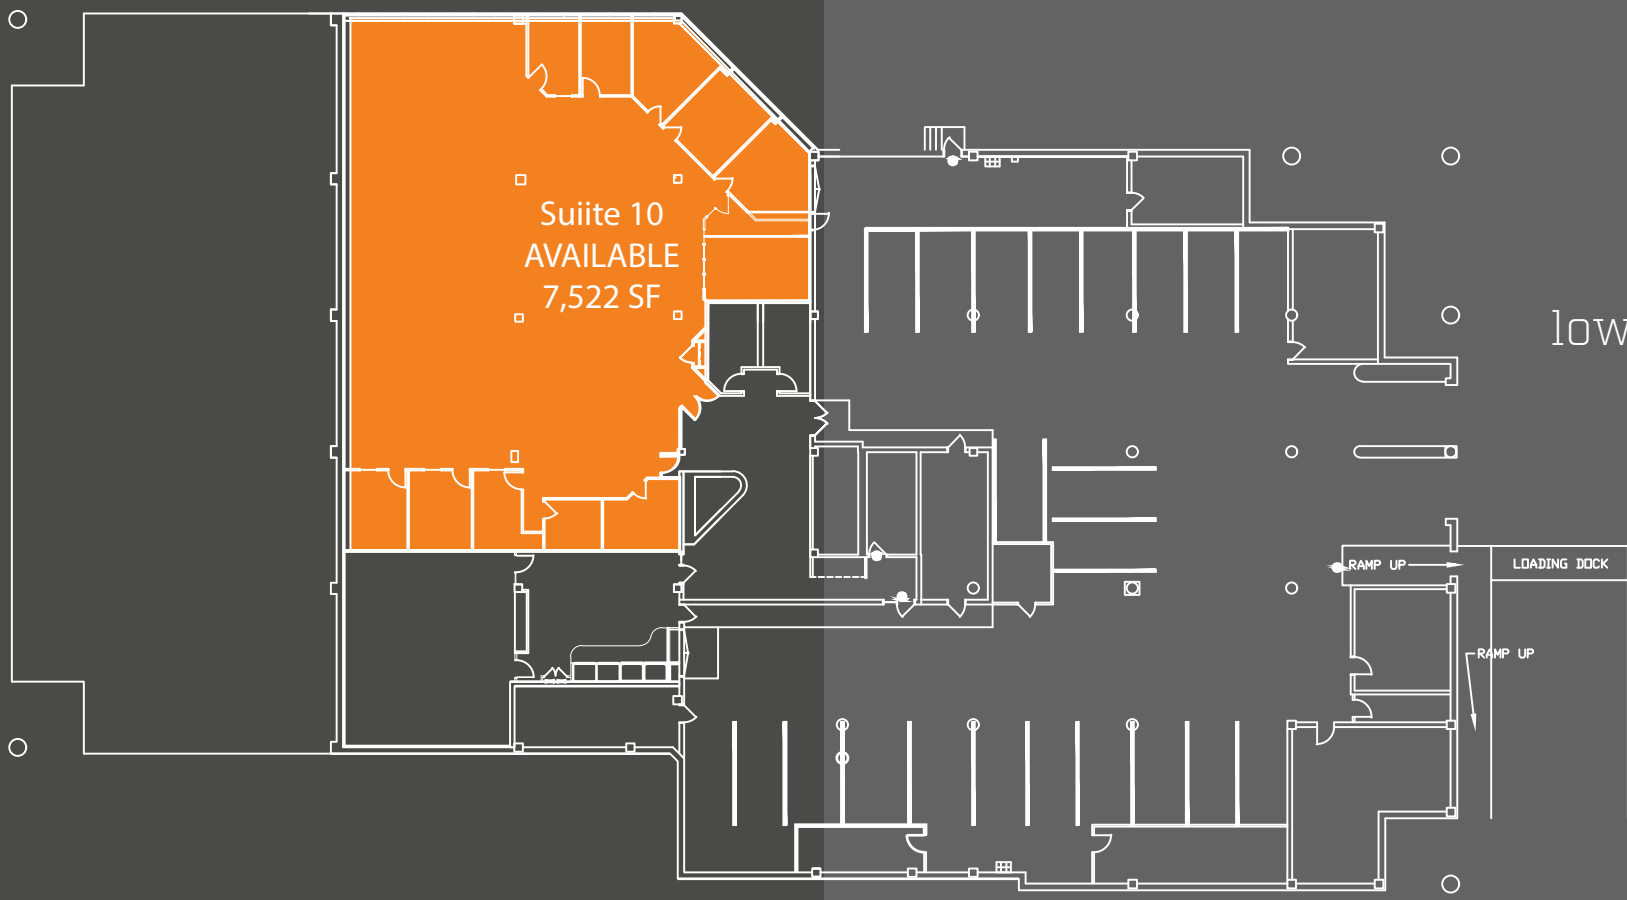 Suiite 10
AVAILABLE
7,522 SF
low
RAMP UP
LOADING DOCK
RAMP UP